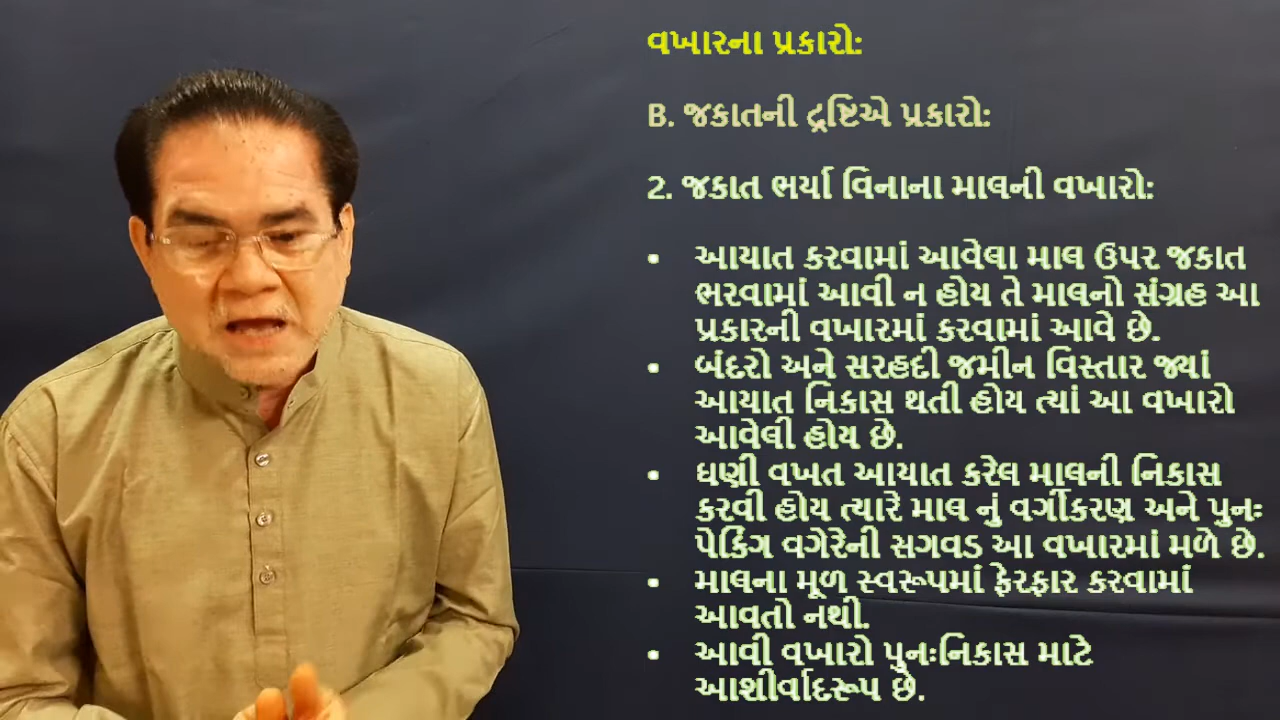 વખારના પ્રકારો:
B. જકાતની દ્રષ્ટિએ પ્રકારો:
2. જકાત ભર્યા વિનાના માલની વખારો:
• આયાત કરવામાં આવેલા માલ ઉપર જકાત
ભરવામાં આવી ન હોય તે માલનો સંગ્રહ આ
પ્રકારની વખારમાં કરવામાં આવે છે.
• બંદરો અને સરહદી જમીન વિસ્તાર જ્યાં
આયાત નિકાસ થતી હોય ત્યાં આ વખારો
આવેલી હોય છે.
• ઘણી વખત આયાત કરેલ માલની નિકાસ
કરવી હોય ત્યારે માલ નું વર્ગીકરણ અને પુનઃ
પેકિંગ વગેરેની સગવડ આ વખારમાં મળે છે.
• માલના મૂળ સ્વરૂપમાં ફેરફાર કરવામાં
આવતો નથી.
• આવી વખારો પુનઃનિકાસ માટે
આશીર્વાદરૂપ છે.